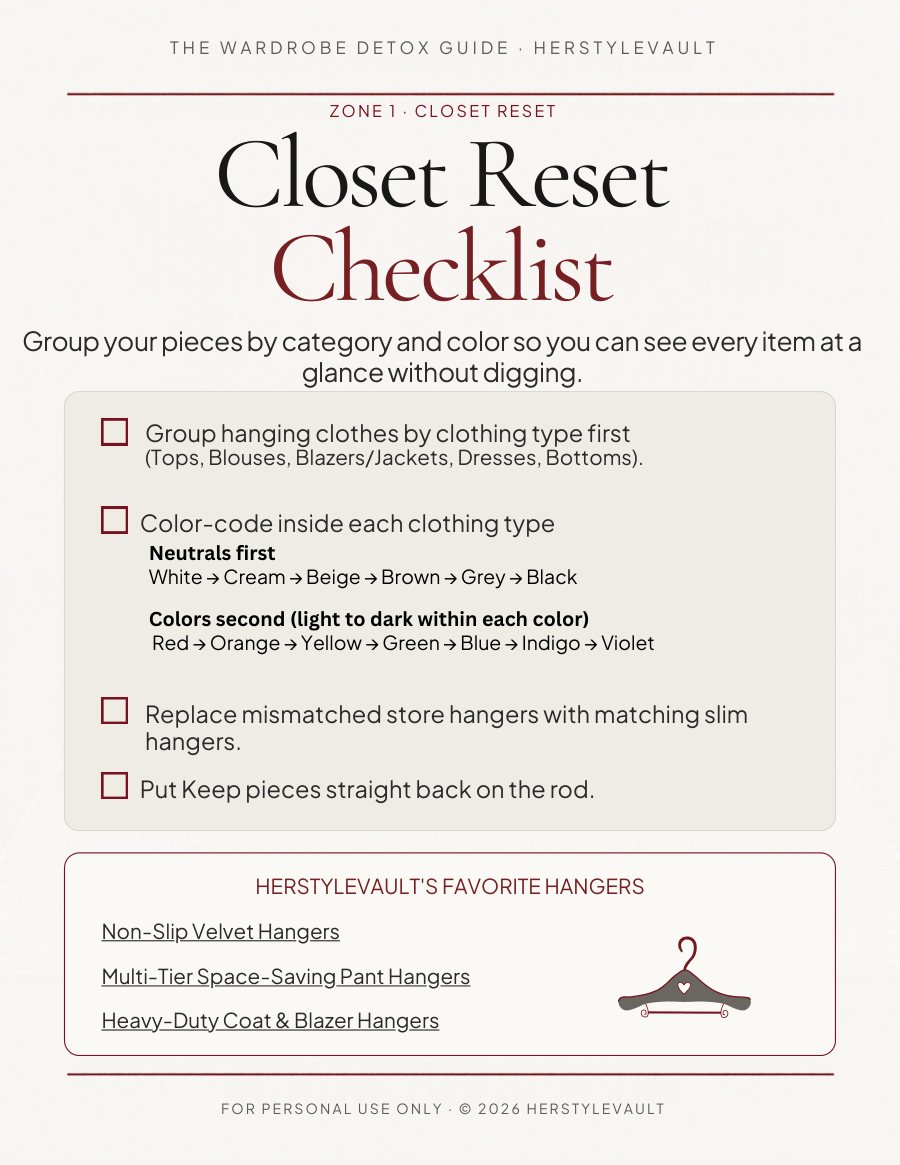 THE WARDROBE DETOX GUIDE · HERSTYLEVAULT
ZONE 1 · CLOSET RESET
Closet Reset
Checklist
Group your pieces by category and color so you can see every item at a
glance without digging.
Group hanging clothes by clothing type first
(Tops, Blouses, Blazers/Jackets, Dresses, Bottoms).
Color-code inside each clothing type
Neutrals first
White → Cream → Beige → Brown → Grey → Black
Colors second (light to dark within each color)
Red → Orange → Yellow → Green → Blue → Indigo → Violet
Replace mismatched store hangers with matching slim
hangers.
Put Keep pieces straight back on the rod.
HERSTYLEVAULT'S FAVORITE HANGERS
Non-Slip Velvet Hangers
Multi-Tier Space-Saving Pant Hangers
Heavy-Duty Coat & Blazer Hangers
FOR PERSONAL USE ONLY · © 2026 HERSTYLEVAULT